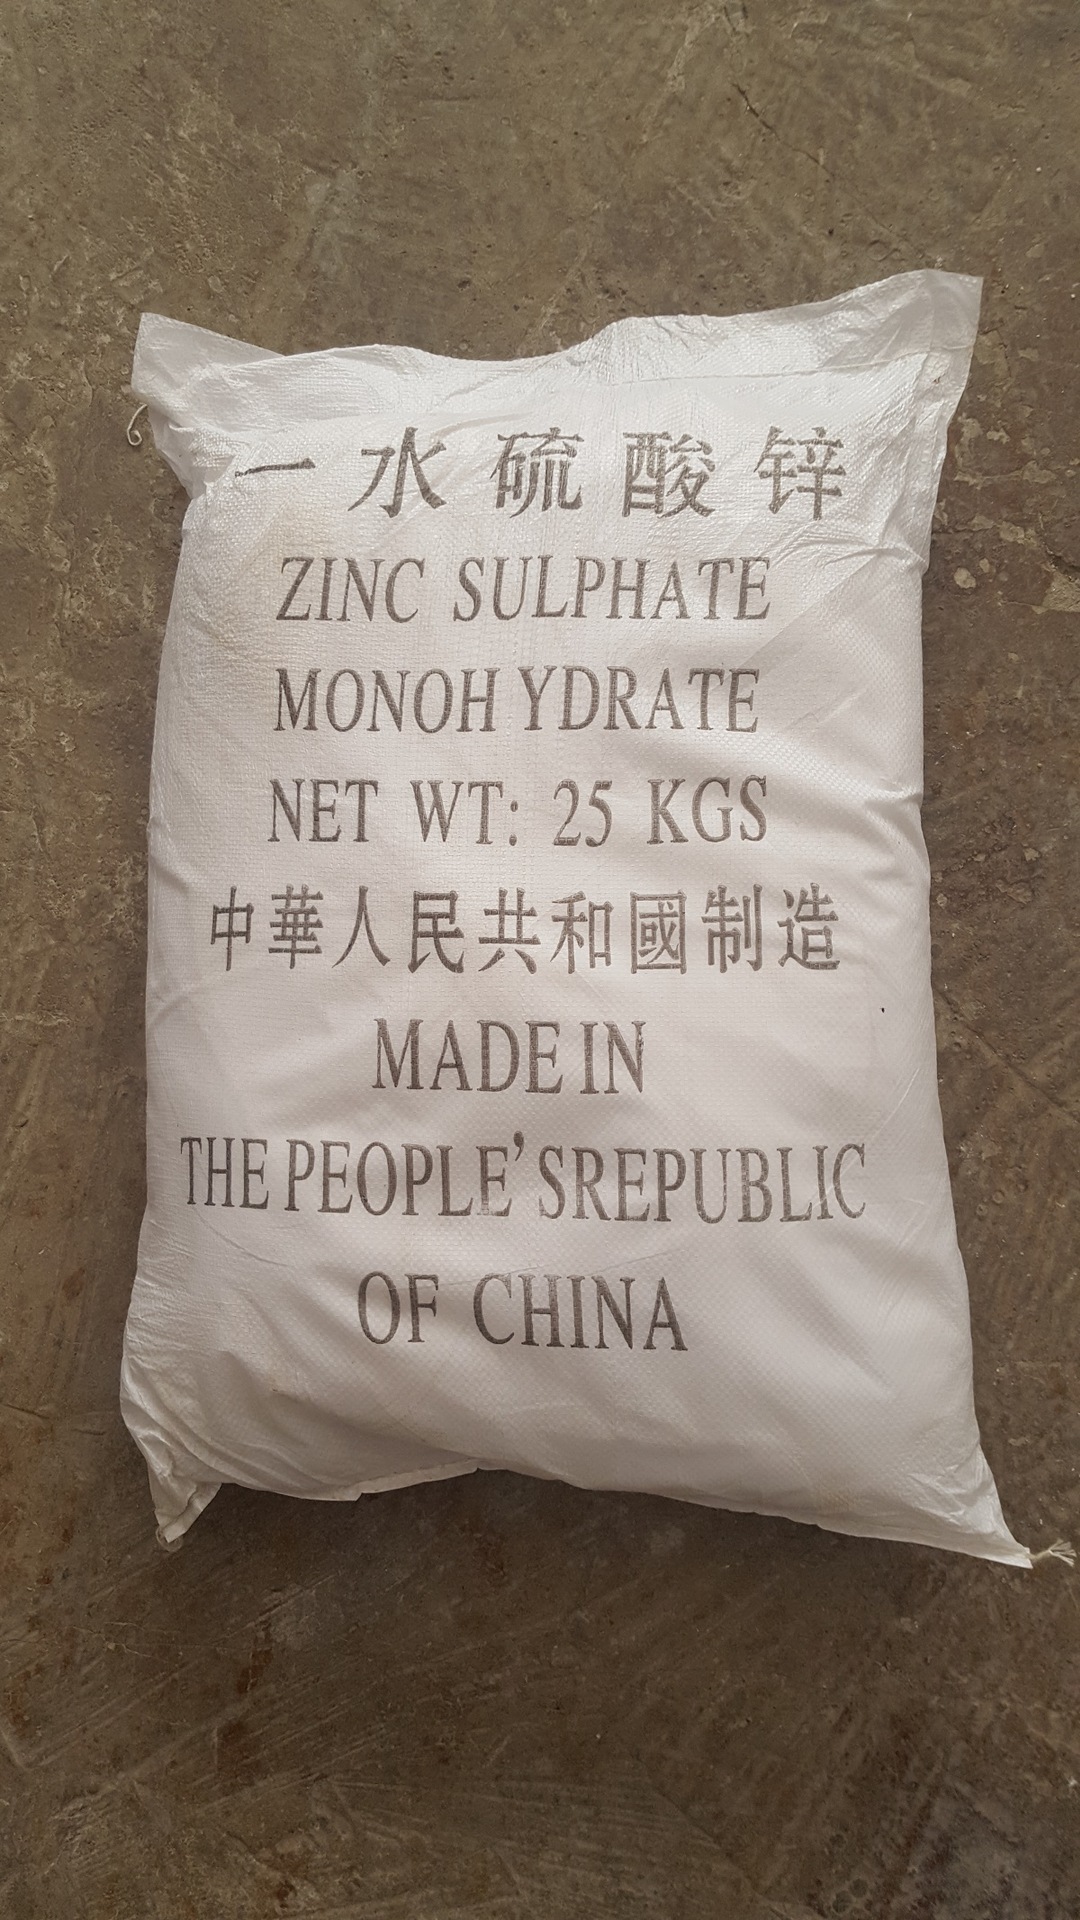 一水硫酸锌
ZINC SULPHATE
MONOH YDRATE
NET WT: 25 KGS
中華人民共和國制造
MADE IN
THE PEOPLE'SREPUBLIC
OF CHINA